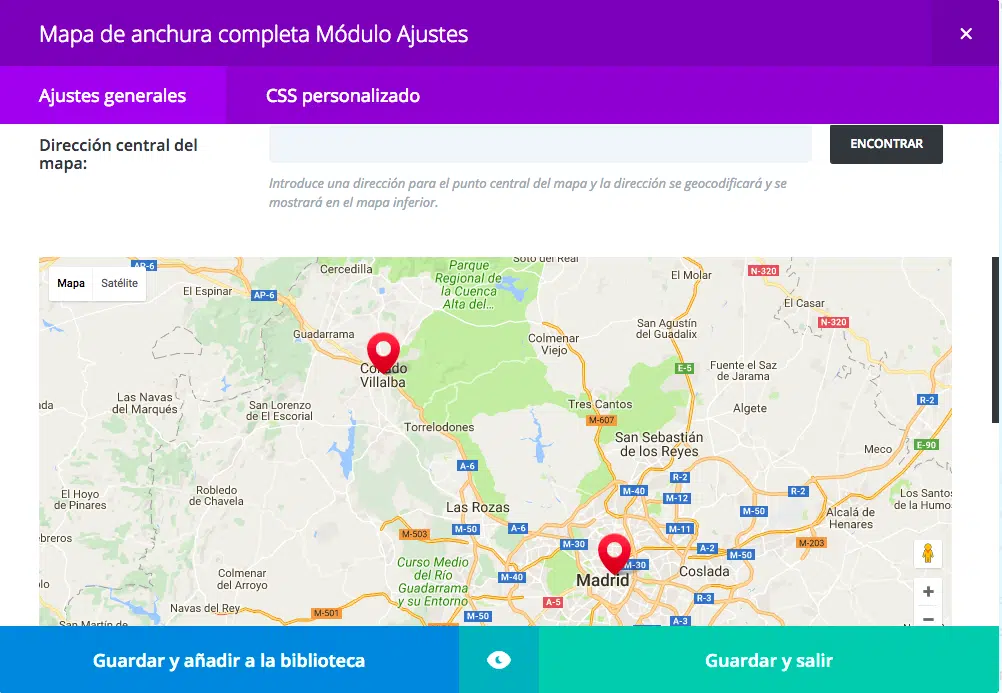 Mapa de anchura completa Módulo Ajustes
Ajustes generales
CSS personalizado
Dirección central del
mapa:
ENCONTRAR
Introduce una dirección para el punto central del mapa y la dirección se geocodificará y se
mostrará en el mapa inferior.
Mapa
Satélite
AP-6
Cercedilla
Parque
Regional de
la Cuenca
Alta del...
Soto del Real
El Molar
N-320
El Espinar
AP-6
El Casar
N-320
Guadarrama
San Agustín
del Guadalix
Colmenar
Viejo
Collado
Villalba
E-5
Fuente el Saz
de Jarama
Las Navas
del Marqués
San Lorenzo
de El Escorial
Tres Cantos
M-607
Algete
R-2
Torrelodones
San Sebastián
de los Reyes
Meco
E-90
A-6
R-2
M-40
M-12
R-2
El Hoyo
de Pinares
Robledo
de Chavela
Las Rozas
M-50
Los Santos
de la Humo
Alcalá de
Henares
M-503
M-50
A-6
M-11
M-30
A-2
M-50
M-203
ebreros
Curso Medio
del Río
Guadarrama
y su Entorno
M-30
Colmenar
del Arroyo
M-40
Madrid
Coslada
Navas del Rey
A-5
R-3
M-501
M-50
A-3
San Martín de
Guardar y añadir a la biblioteca
Guardar y salir